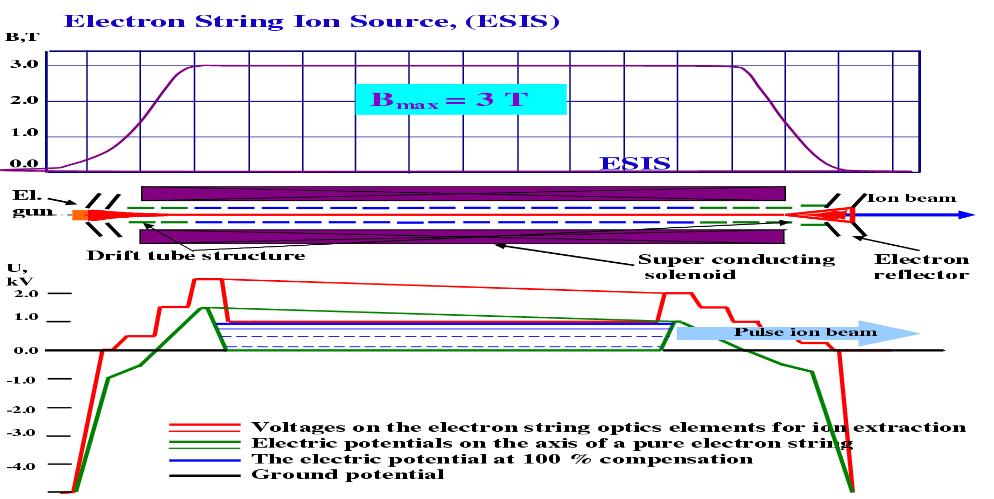 Electron String Ion Source, (ESIS)
B,T
3.0
2.0
1.0
0.0
Bmax = 3 T
ESIS
El.
gun
Ion beam
Drift tube structure
Super conducting
solenoid
Electron
reflector
U,
kV
2.0
1.0
0.0
-1.0
-2.0
-3.0
-4.0
Pulse ion beam
Voltages on the electron string optics elements for ion extraction
Electric potentials on the axis of a pure electron string
The electric potential at 100 % compensation
Ground potential